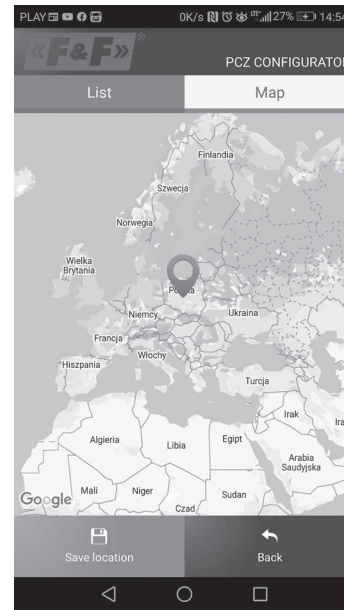 PLAY 0K/s LTE+ 27% 14:54
«F&F»®
PCZ CONFIGURATOR
List Map
Finlandia
Szwecja
Norwegia
Wielka
Brytania
Polska
Niemcy
Ukraina
Francja
Włochy
Hiszpania
Turcja
Irak
Algieria
Libia
Egipt
Arabia
Saudyjska
Mali
Niger
Sudan
Czad
Google
Save location Back